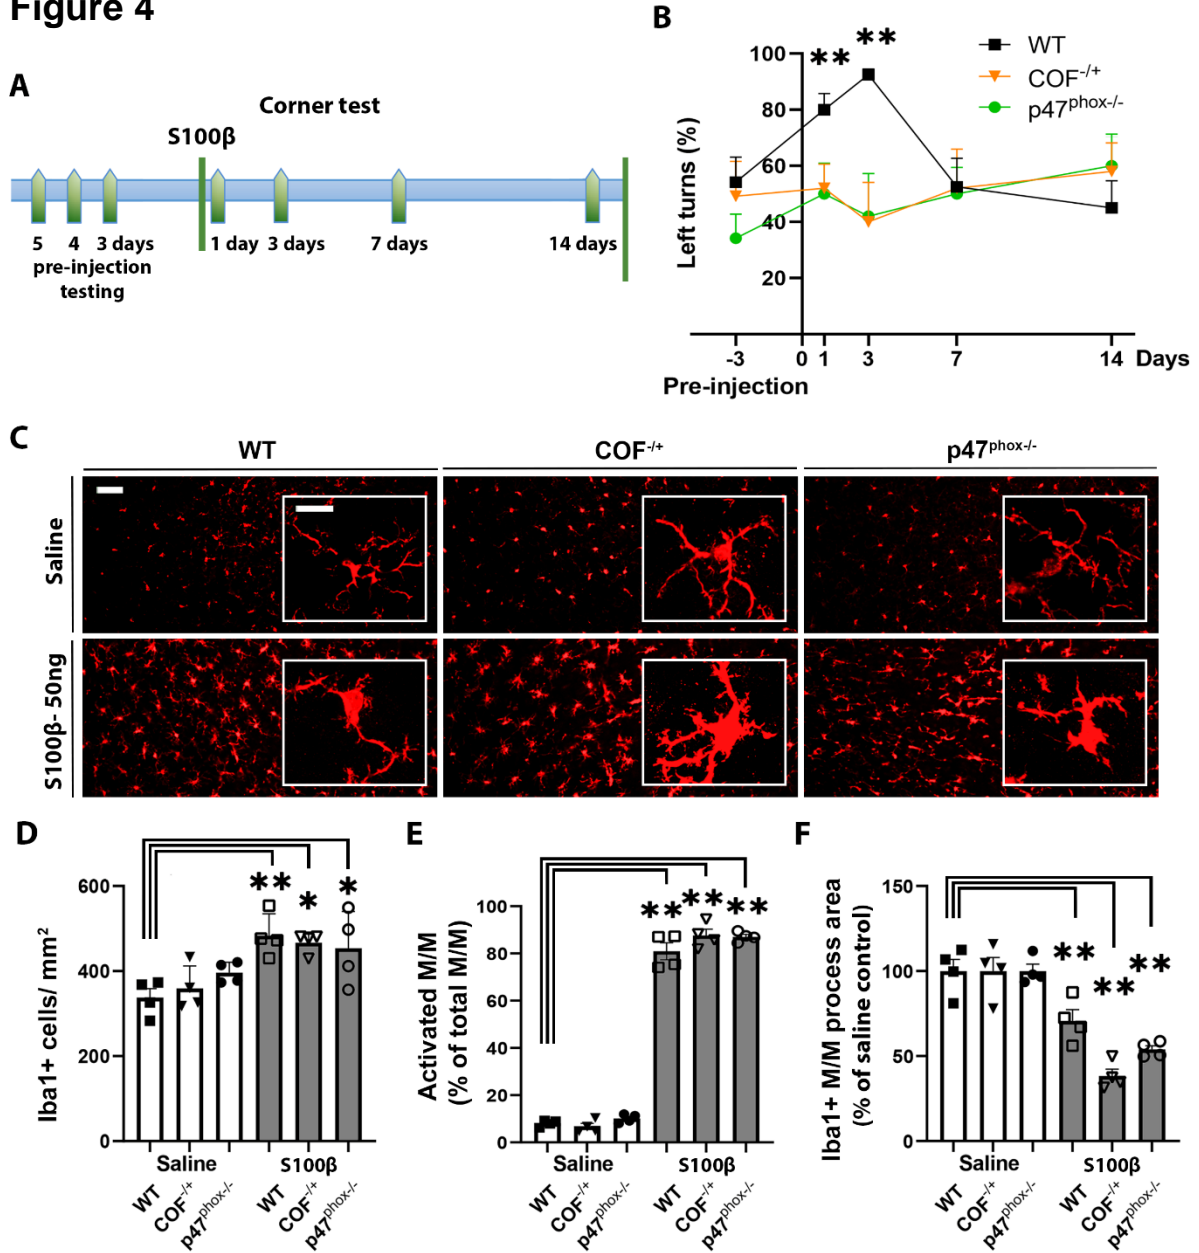 Figure 4
A
Corner test
S100β
5 4 3 days 1 day 3 days 7 days 14 days
pre-injection
testing
B
** **
WT
COF-/+
p47phox-/-
Left turns (%)
100
80
60
40
20
-3 0 1 3 7 14 Days
Pre-injection
C
WT COF-/+ p47phox-/-
Saline
S100β- 50ng
D
** * *
Iba1+ cells/ mm2
600
400
200
0
Saline S100β
WT COF-/+ p47phox-/- WT COF-/+ p47phox-/-
E
** ** **
Activated M/M
(% of total M/M)
100
80
60
40
20
0
Saline S100β
WT COF-/+ p47phox-/- WT COF-/+ p47phox-/-
F
** ** **
Iba1+ M/M process area
(% of saline control)
150
100
50
0
Saline S100β
WT COF-/+ p47phox-/- WT COF-/+ p47phox-/-